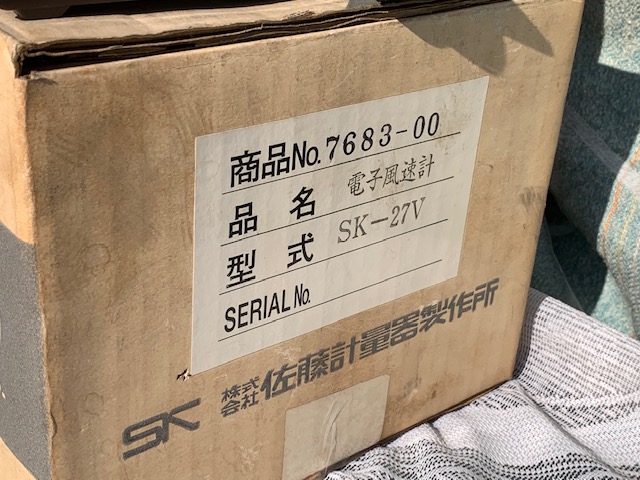 商品No. 7683-00
品名 電子風速計
型式 SK-27V
SERIAL No.
SK 株式会社 佐藤計量器製作所